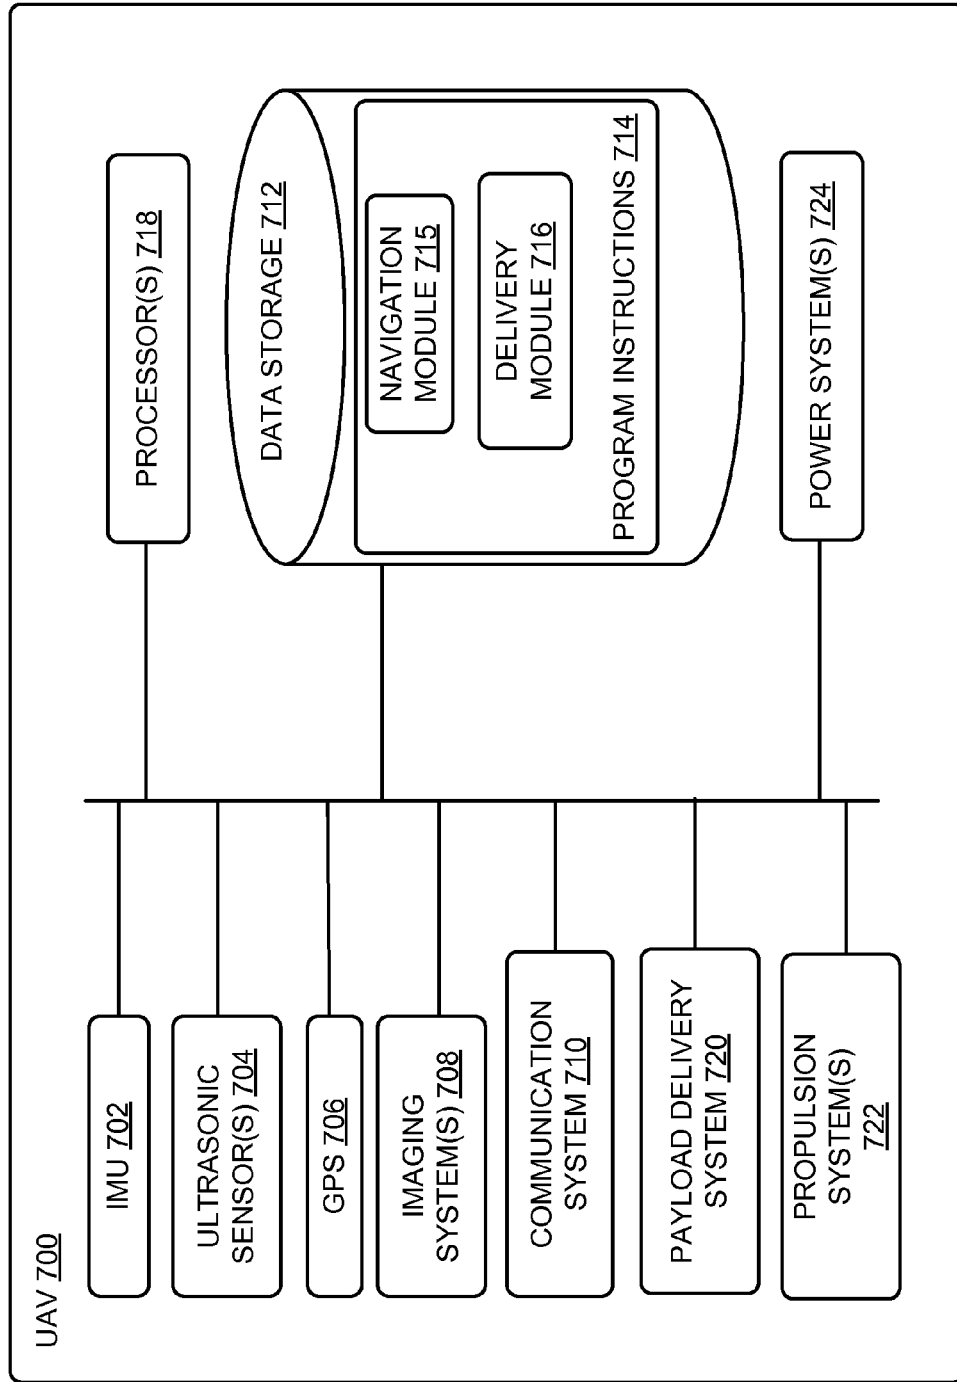 UAV 700
IMU 702
ULTRASONIC
SENSOR(S) 704
GPS 706
IMAGING
SYSTEM(S) 708
COMMUNICATION
SYSTEM 710
PAYLOAD DELIVERY
SYSTEM 720
PROPULSION
SYSTEM(S)
722
PROCESSOR(S) 718
DATA STORAGE 712
NAVIGATION
MODULE 715
DELIVERY
MODULE 716
PROGRAM INSTRUCTIONS 714
POWER SYSTEM(S) 724